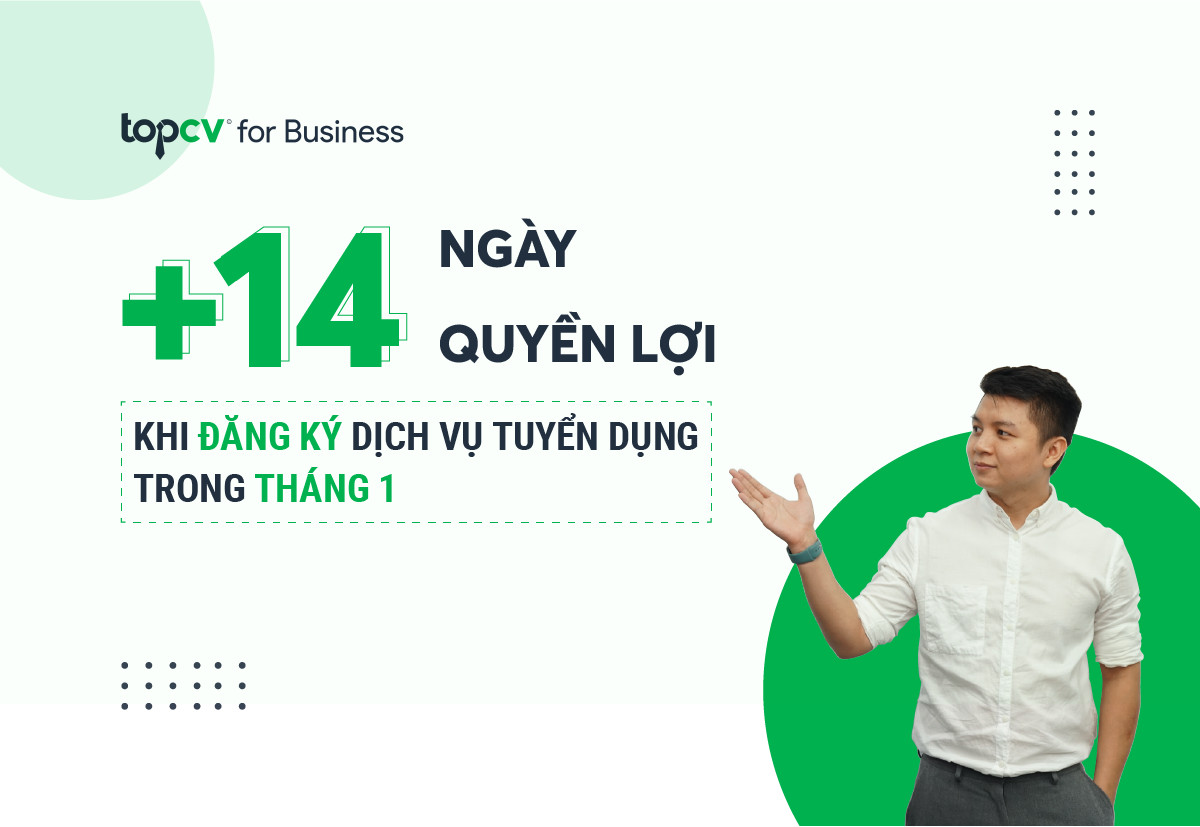 topcv® for Business
+14 NGÀY
QUYỀN LỢI
KHI ĐĂNG KÝ DỊCH VỤ TUYỂN DỤNG
TRONG THÁNG 1